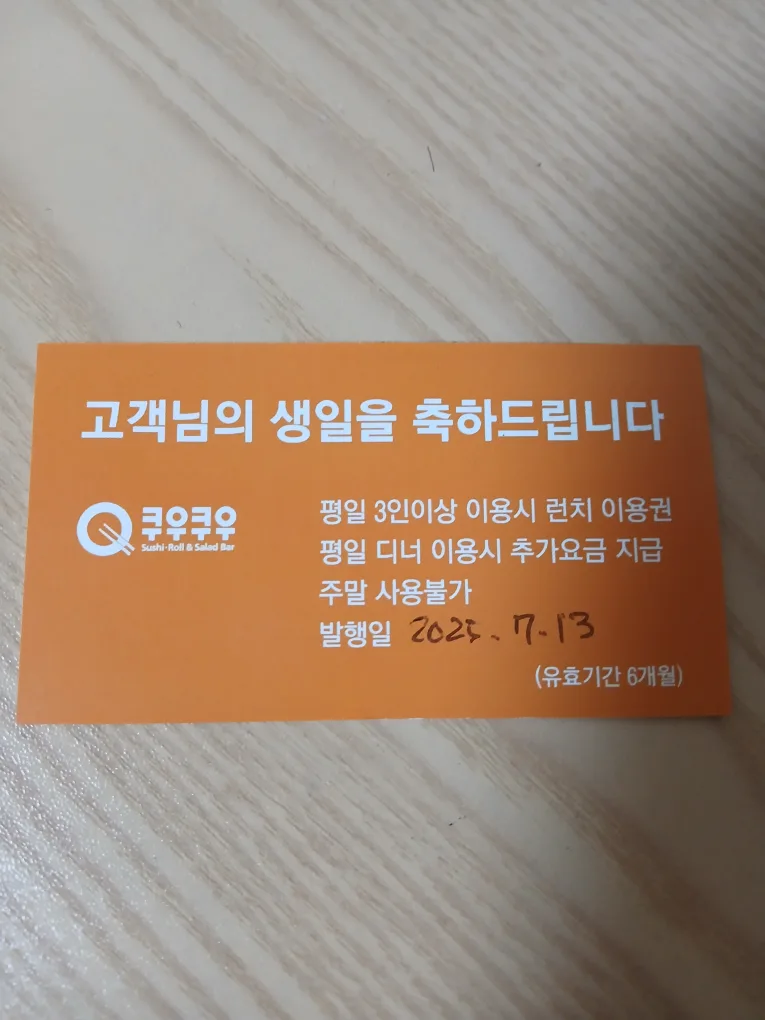 고객님의 생일을 축하드립니다
쿠우쿠우
Sushi·Roll & Salad Bar
평일 3인이상 이용시 런치 이용권
평일 디너 이용시 추가요금 지급
주말 사용불가
발행일 2025. 7. 13
(유효기간 6개월)